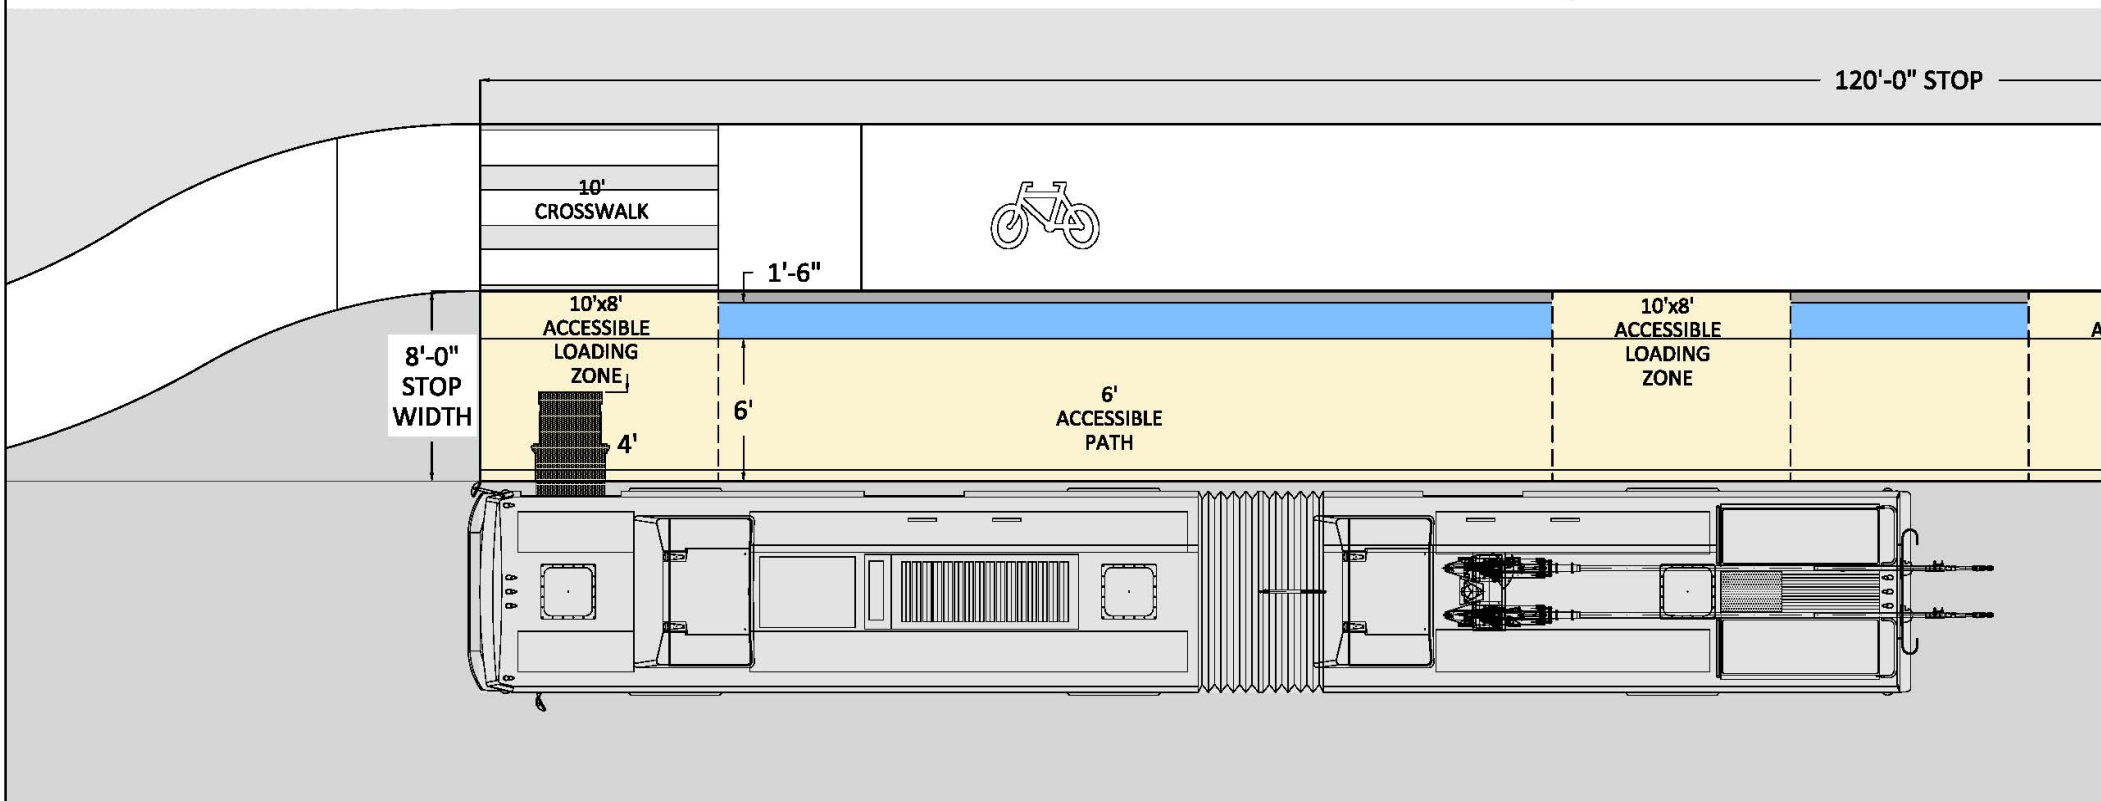 120'-0" STOP
10'
CROSSWALK
1'-6"
10'x8'
ACCESSIBLE
LOADING
ZONE
10'x8'
ACCESSIBLE
LOADING
ZONE
A
8'-0"
STOP
WIDTH
6'
4'
6'
ACCESSIBLE
PATH